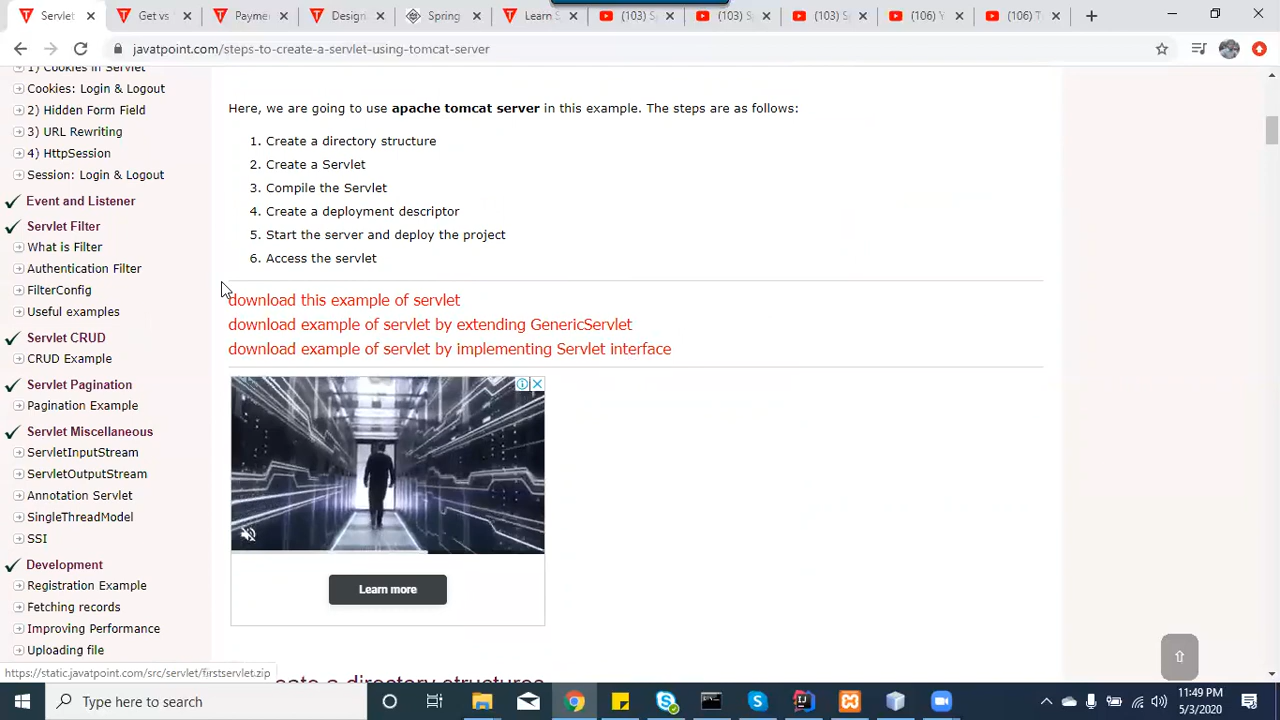 Servlet
Get vs
Paymen
Design
Spring
Learn S
(103) S
(103) S
(103) S
(106) V
(106) T
javatpoint.com/steps-to-create-a-servlet-using-tomcat-server
1) Cookies in Servlet
Cookies: Login & Logout
2) Hidden Form Field
3) URL Rewriting
4) HttpSession
Session: Login & Logout
Event and Listener
Servlet Filter
What is Filter
Authentication Filter
FilterConfig
Useful examples
Servlet CRUD
CRUD Example
Servlet Pagination
Pagination Example
Servlet Miscellaneous
ServletInputStream
ServletOutputStream
Annotation Servlet
SingleThreadModel
SSI
Development
Registration Example
Fetching records
Improving Performance
Uploading file
Here, we are going to use apache tomcat server in this example. The steps are as follows:
1. Create a directory structure
2. Create a Servlet
3. Compile the Servlet
4. Create a deployment descriptor
5. Start the server and deploy the project
6. Access the servlet
download this example of servlet
download example of servlet by extending GenericServlet
download example of servlet by implementing Servlet interface
Learn more
eate a directory structures
https://static.javatpoint.com/src/servlet/firstservlet.zip
Type here to search
11:49 PM
5/3/2020